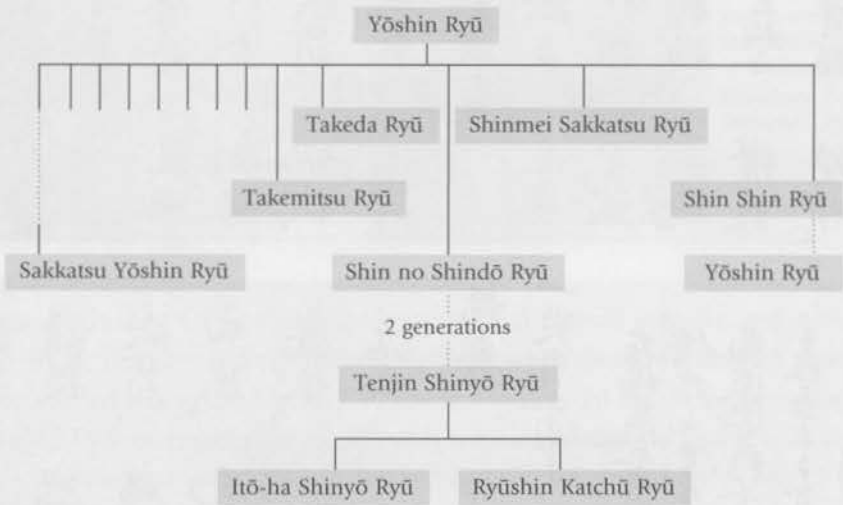 Yōshin Ryū
Takeda Ryū
Shinmei Sakkatsu Ryū
Takemitsu Ryū
Shin Shin Ryū
Sakkatsu Yōshin Ryū
Shin no Shindō Ryū
Yōshin Ryū
2 generations
Tenjin Shinyō Ryū
Itō-ha Shinyō Ryū
Ryūshin Katchū Ryū